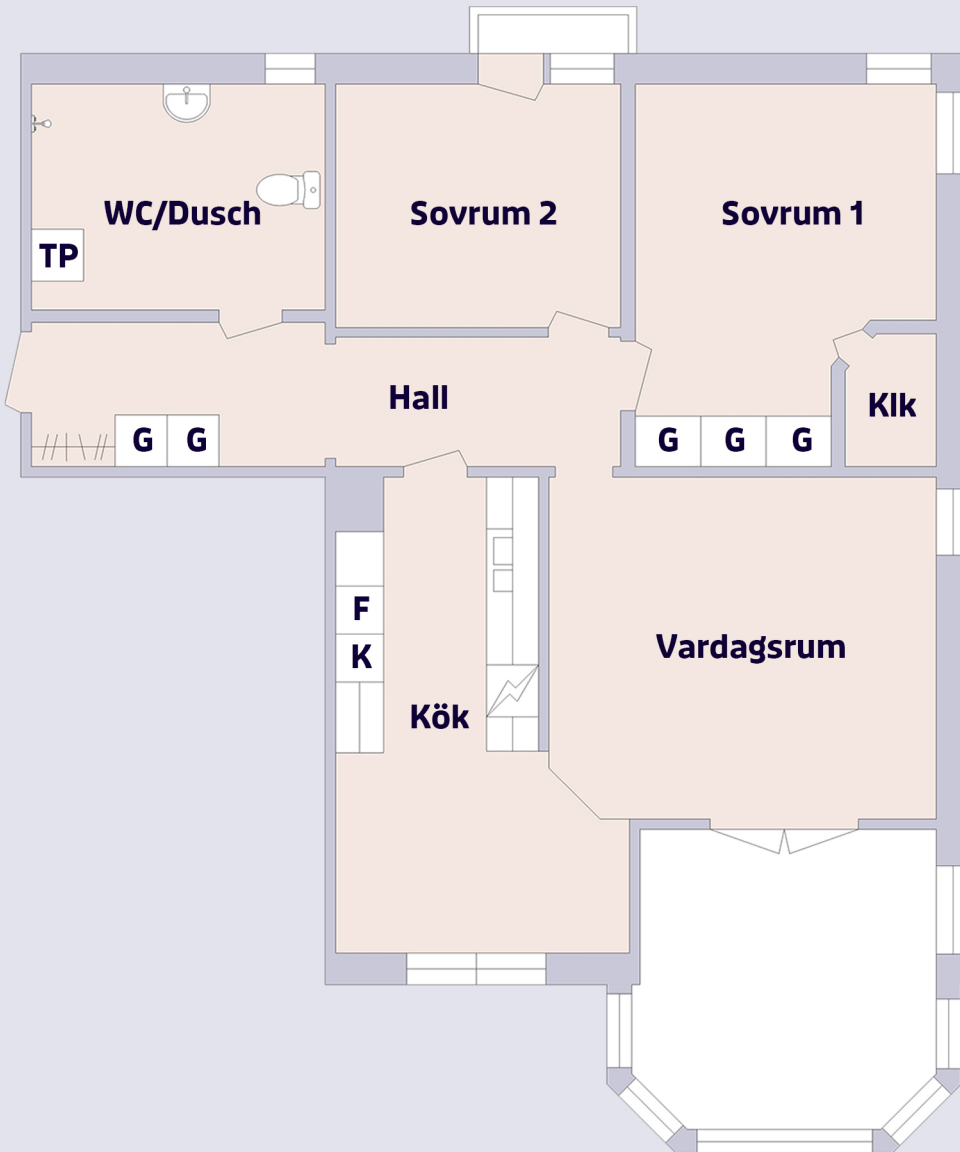 WC/Dusch
Sovrum 2
Sovrum 1
TP
Hall
Klk
G G
G G G
F
K
Vardagsrum
Kök